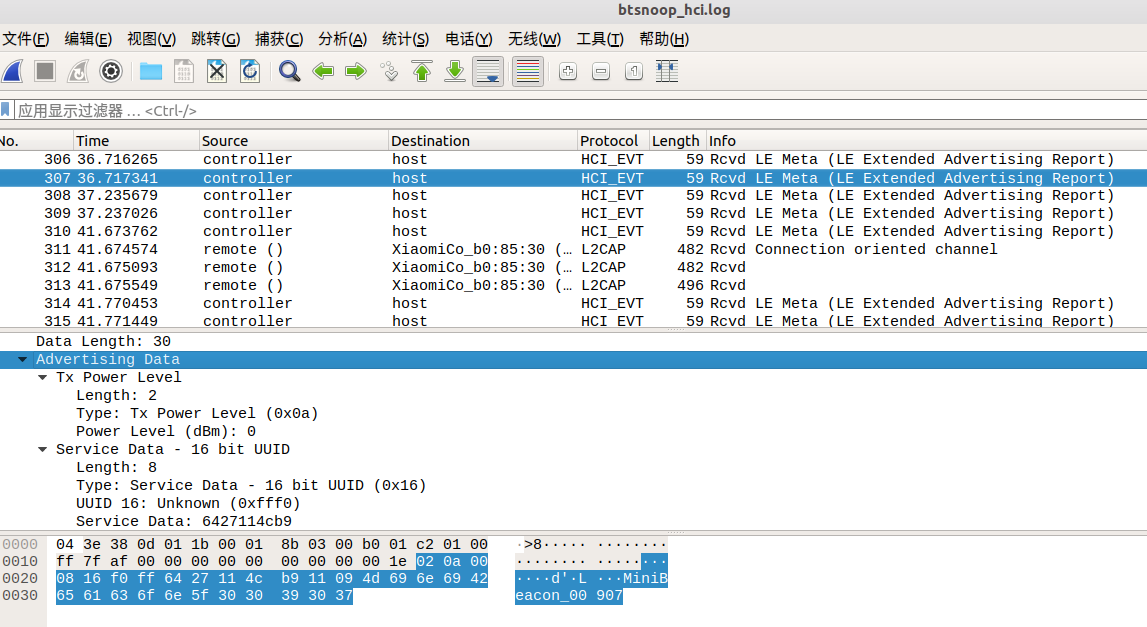 btsnoop_hci.log
文件(F) 编辑(E) 视图(V) 跳转(G) 捕获(C) 分析(A) 统计(S) 电话(Y) 无线(W) 工具(T) 帮助(H)
应用显示过滤器 … <Ctrl-/>
No. Time Source Destination Protocol Length Info
306 36.716265 controller host HCI_EVT 59 Rcvd LE Meta (LE Extended Advertising Report)
307 36.717341 controller host HCI_EVT 59 Rcvd LE Meta (LE Extended Advertising Report)
308 37.235679 controller host HCI_EVT 59 Rcvd LE Meta (LE Extended Advertising Report)
309 37.237026 controller host HCI_EVT 59 Rcvd LE Meta (LE Extended Advertising Report)
310 41.673762 controller host HCI_EVT 59 Rcvd LE Meta (LE Extended Advertising Report)
311 41.674574 remote () XiaomiCo_b0:85:30 (… L2CAP 482 Rcvd Connection oriented channel
312 41.675093 remote () XiaomiCo_b0:85:30 (… L2CAP 482 Rcvd
313 41.675549 remote () XiaomiCo_b0:85:30 (… L2CAP 496 Rcvd
314 41.770453 controller host HCI_EVT 59 Rcvd LE Meta (LE Extended Advertising Report)
315 41.771449 controller host HCI_EVT 59 Rcvd LE Meta (LE Extended Advertising Report)
Data Length: 30
Advertising Data
Tx Power Level
Length: 2
Type: Tx Power Level (0x0a)
Power Level (dBm): 0
Service Data - 16 bit UUID
Length: 8
Type: Service Data - 16 bit UUID (0x16)
UUID 16: Unknown (0xfff0)
Service Data: 6427114cb9
0000 04 3e 38 0d 01 1b 00 01 8b 03 00 b0 01 c2 01 00 ·>8····· ········
0010 ff 7f af 00 00 00 00 00 00 00 00 00 1e 02 0a 00 ········ ········
0020 08 16 f0 ff 64 27 11 4c b9 11 09 4d 69 6e 69 42 ····d'·L ···MiniB
0030 65 61 63 6f 6e 5f 30 30 39 30 37 eacon_00 907